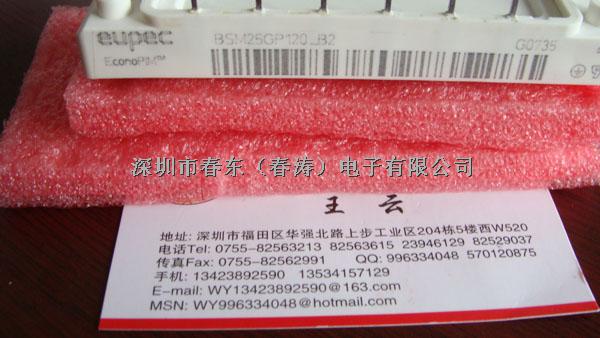 eupec
BSM25GP120_B2
G0735
EconoPIM™
深圳市春东（春涛）电子有限公司
王云
地址: 深圳市福田区华强北路上步工业区204栋5楼西W520
电话Tel: 0755-82563213 82563615 23946129 82529037
传真Fax: 0755-82562991 QQ: 996334048 570120875
手机: 13423892590 13534157129
E-mail: WY13423892590@163.com
MSN: WY996334048@hotmail.com